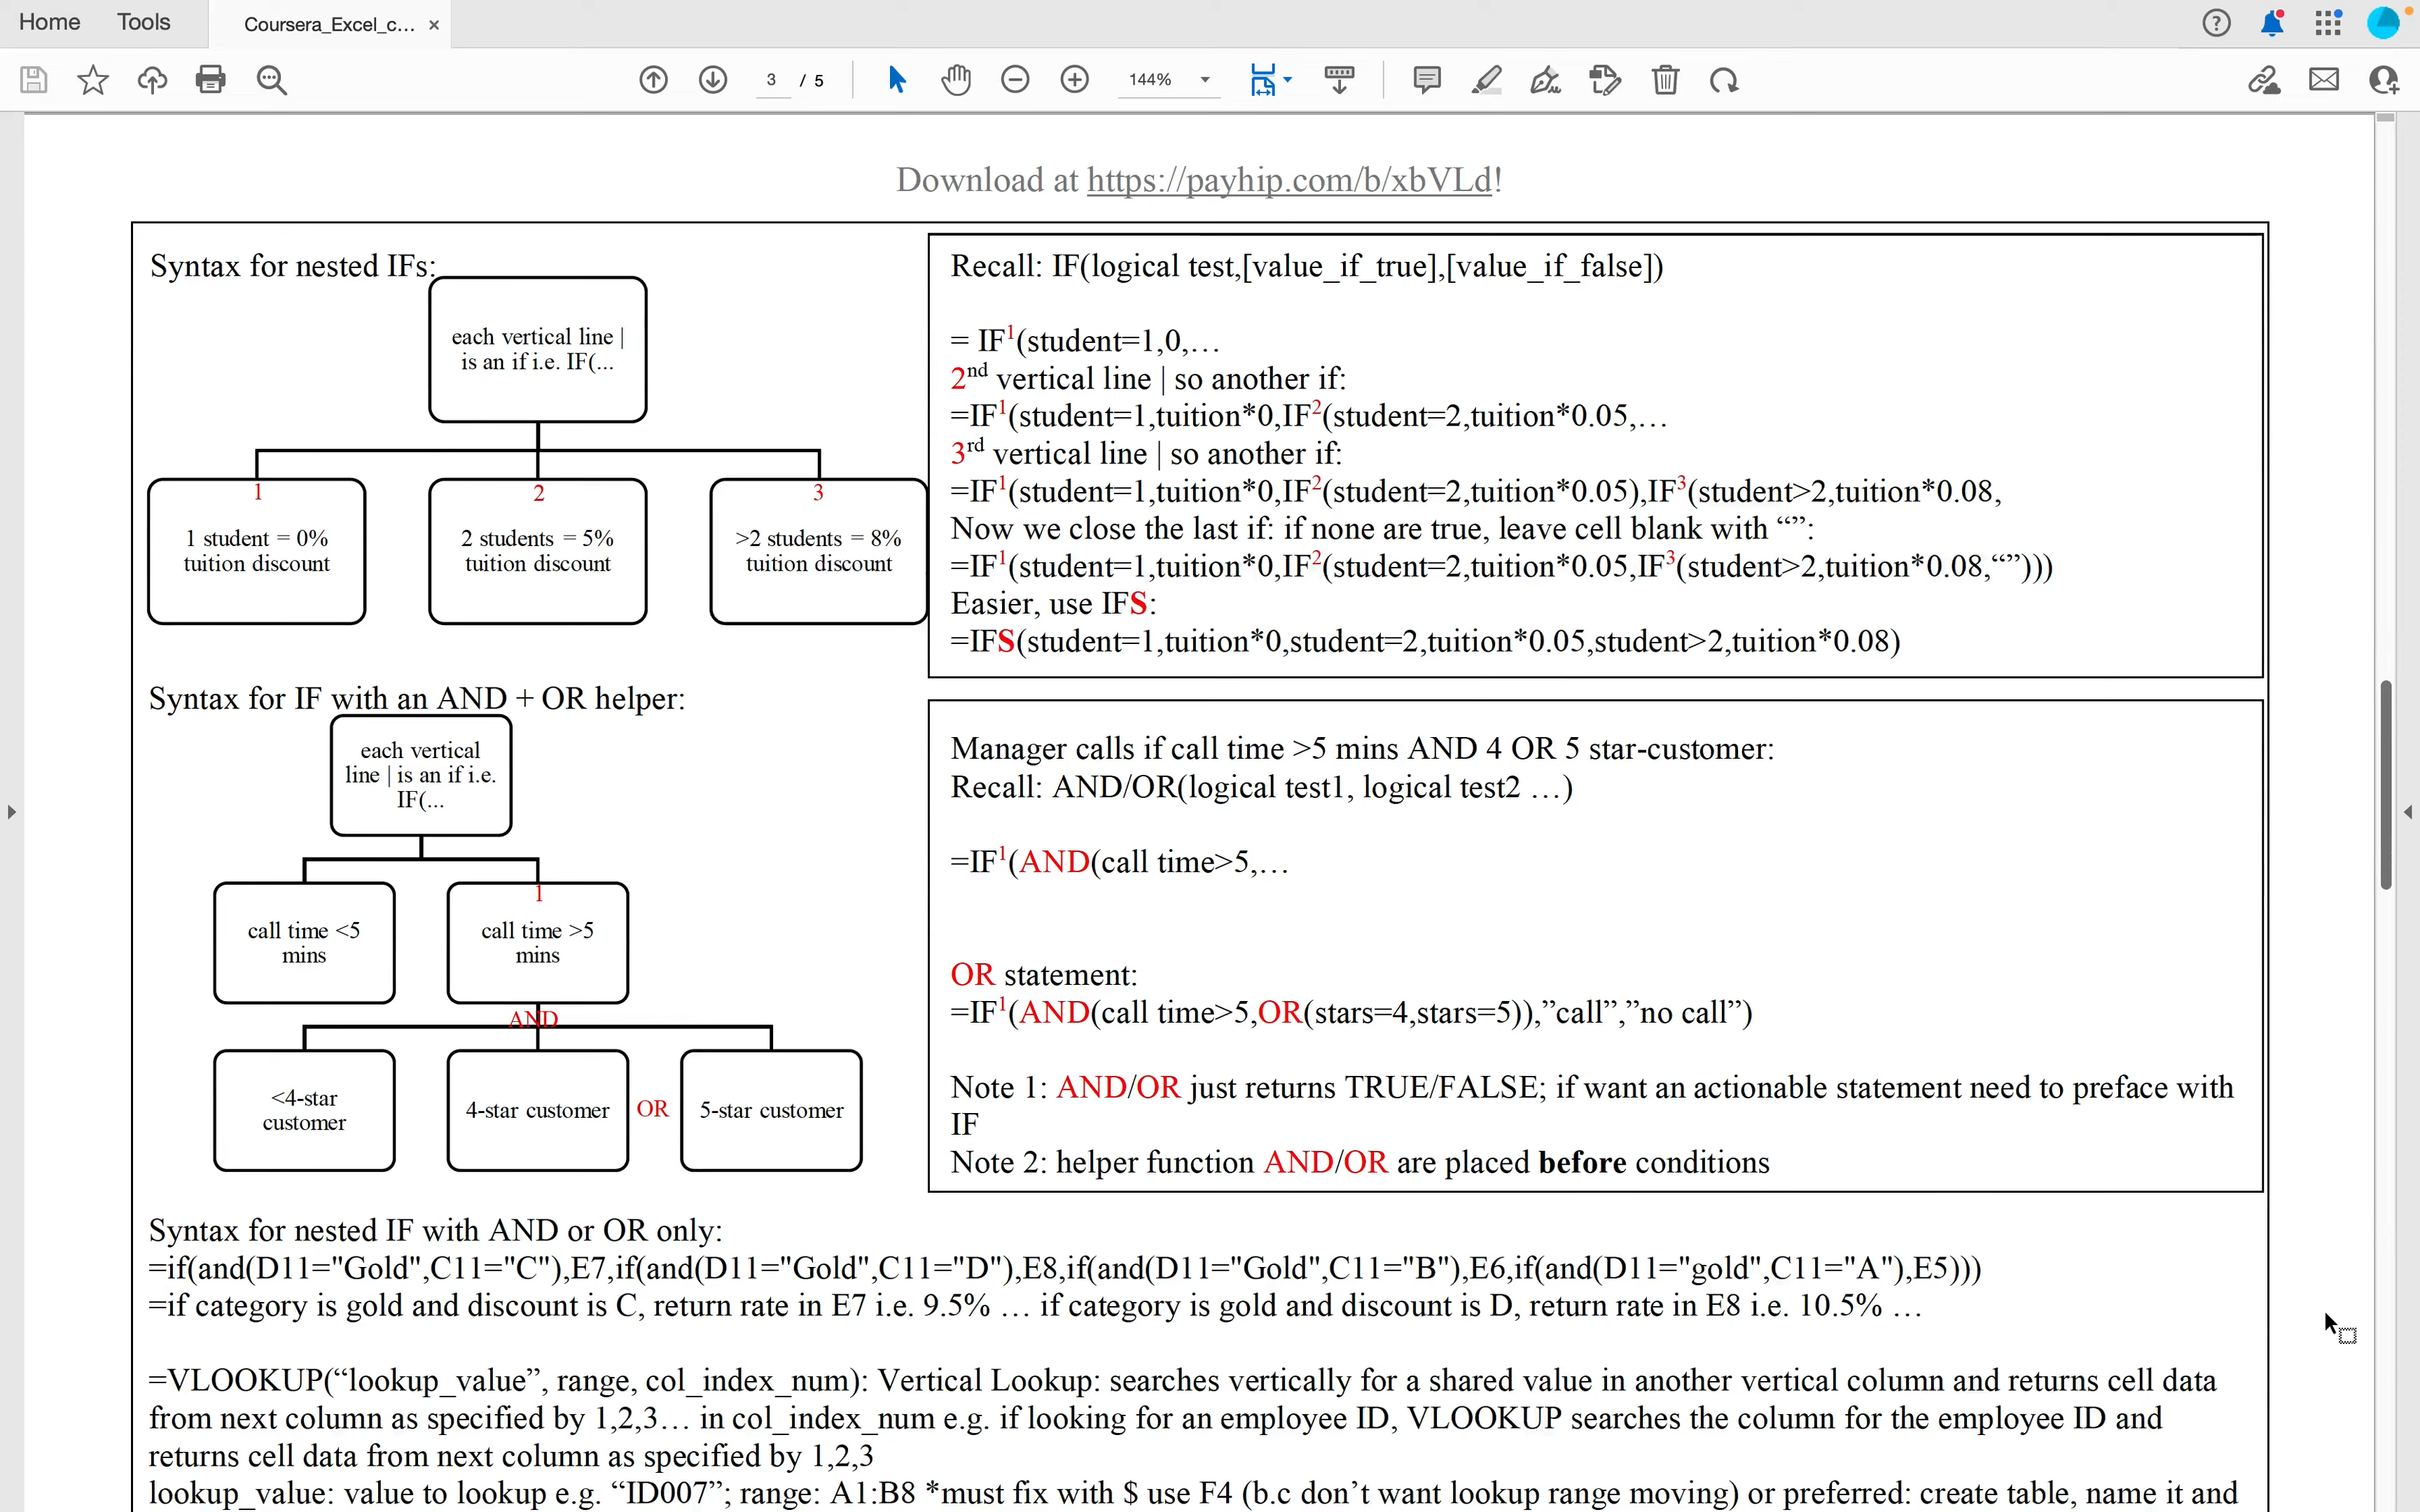 Home Tools Coursera_Excel_c... ×
3 / 5 144%
Download at https://payhip.com/b/xbVLd!
Syntax for nested IFs:
each vertical line |
is an if i.e. IF(...
1
1 student = 0%
tuition discount
2
2 students = 5%
tuition discount
3
>2 students = 8%
tuition discount
Recall: IF(logical test,[value_if_true],[value_if_false])
= IF¹(student=1,0,…
2nd vertical line | so another if:
=IF¹(student=1,tuition*0,IF²(student=2,tuition*0.05,…
3rd vertical line | so another if:
=IF¹(student=1,tuition*0,IF²(student=2,tuition*0.05),IF³(student>2,tuition*0.08,
Now we close the last if: if none are true, leave cell blank with “”:
=IF¹(student=1,tuition*0,IF²(student=2,tuition*0.05,IF³(student>2,tuition*0.08,“”)))
Easier, use IFS:
=IFS(student=1,tuition*0,student=2,tuition*0.05,student>2,tuition*0.08)
Syntax for IF with an AND + OR helper:
each vertical
line | is an if i.e.
IF(...
call time <5
mins
1
call time >5
mins
AND
<4-star
customer
4-star customer
OR
5-star customer
Manager calls if call time >5 mins AND 4 OR 5 star-customer:
Recall: AND/OR(logical test1, logical test2 …)
=IF¹(AND(call time>5,…
OR statement:
=IF¹(AND(call time>5,OR(stars=4,stars=5)),”call”,”no call”)
Note 1: AND/OR just returns TRUE/FALSE; if want an actionable statement need to preface with
IF
Note 2: helper function AND/OR are placed before conditions
Syntax for nested IF with AND or OR only:
=if(and(D11="Gold",C11="C"),E7,if(and(D11="Gold",C11="D"),E8,if(and(D11="Gold",C11="B"),E6,if(and(D11="gold",C11="A"),E5)))
=if category is gold and discount is C, return rate in E7 i.e. 9.5% … if category is gold and discount is D, return rate in E8 i.e. 10.5% …
=VLOOKUP(“lookup_value”, range, col_index_num): Vertical Lookup: searches vertically for a shared value in another vertical column and returns cell data
from next column as specified by 1,2,3… in col_index_num e.g. if looking for an employee ID, VLOOKUP searches the column for the employee ID and
returns cell data from next column as specified by 1,2,3
lookup_value: value to lookup e.g. “ID007”; range: A1:B8 *must fix with $ use F4 (b.c don’t want lookup range moving) or preferred: create table, name it and